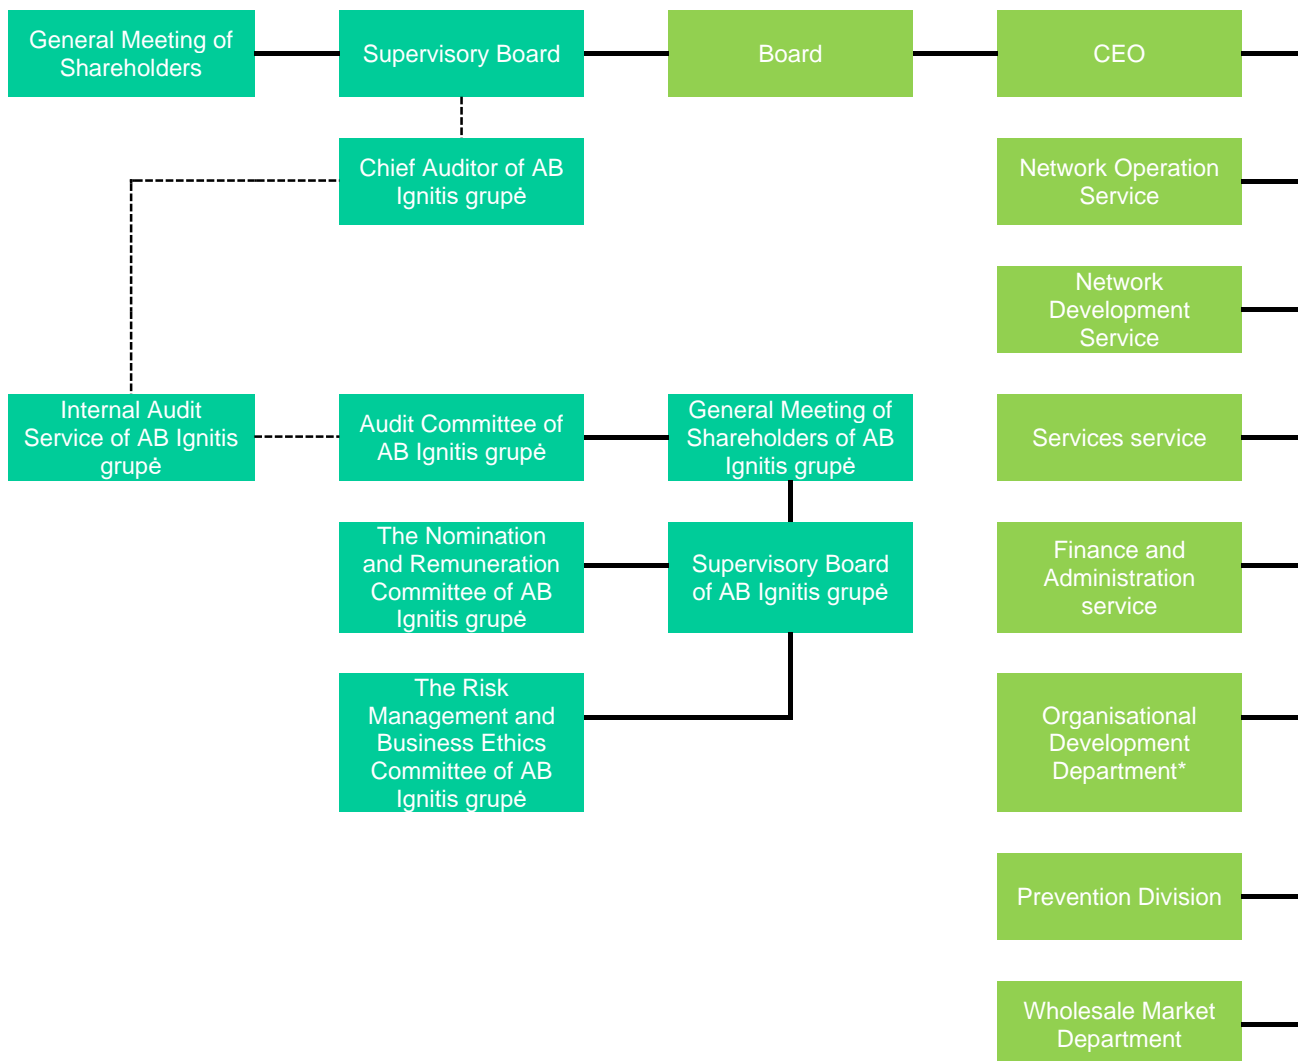 General Meeting of
Shareholders
Supervisory Board
Board
CEO
Chief Auditor of AB
Ignitis grupė
Network Operation
Service
Network
Development
Service
Internal Audit
Service of AB Ignitis
grupė
Audit Committee of
AB Ignitis grupė
General Meeting of
Shareholders of AB
Ignitis grupė
Services service
The Nomination
and Remuneration
Committee of AB
Ignitis grupė
Supervisory Board
of AB Ignitis grupė
Finance and
Administration
service
The Risk
Management and
Business Ethics
Committee of AB
Ignitis grupė
Organisational
Development
Department*
Prevention Division
Wholesale Market
Department